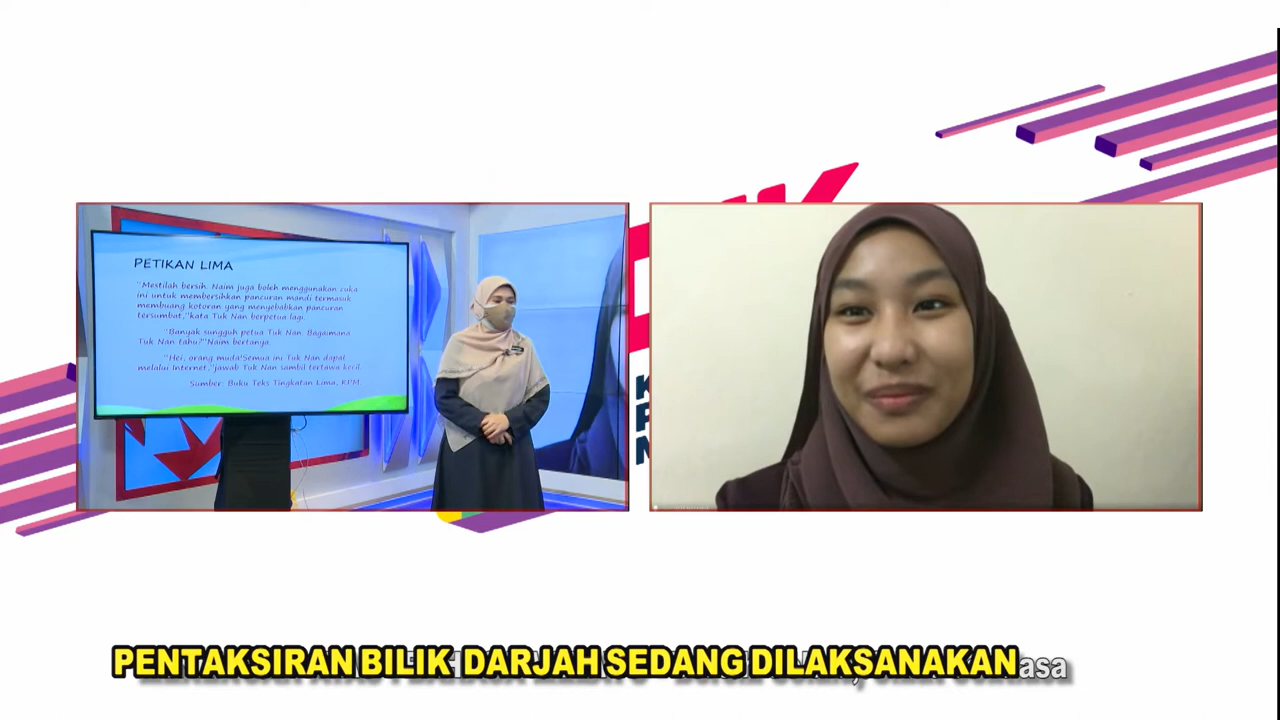 PETIKAN LIMA
"Mestilah bersih. Naim juga boleh menggunakan cuka
ini untuk membersihkan pancuran mandi termasuk
membuang kotoran yang menyebabkan pancuran
tersumbat,"kata Tuk Nan berpetua lagi.
"Banyak sungguh petua Tuk Nan. Bagaimana
Tuk Nan tahu?"Naim bertanya.
"Hei, orang muda!Semua ini Tuk Nan dapat
melalui Internet,"jawab Tuk Nan sambil tertawa kecil.
Sumber: Buku Teks Tingkatan Lima, KPM
PENTAKSIRAN BILIK DARJAH SEDANG DILAKSANAKAN